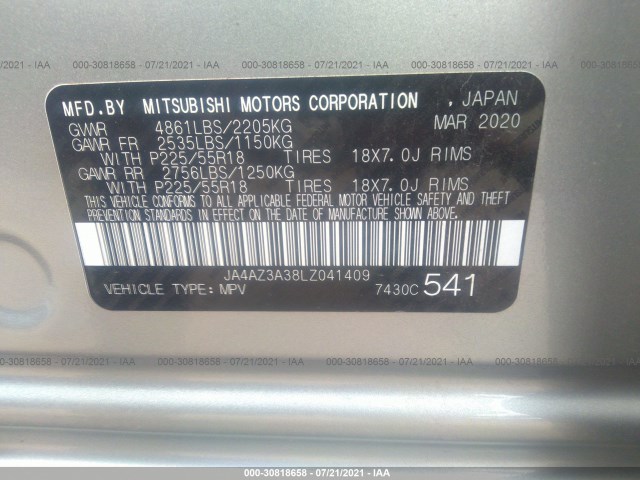 000-30818658 - 07/21/2021 - IAA 000-30818658 - 07/21/2021 - IAA 000-30818658 - 07/21/2021 - IAA
MFD.BY MITSUBISHI MOTORS CORPORATION , JAPAN
GVWR 4861LBS/2205KG MAR 2020
GAWR FR 2535LBS/1150KG
WITH P225/55R18 TIRES 18X7.0J RIMS
GAWR RR 2756LBS/1250KG
WITH P225/55R18 TIRES 18X7.0J RIMS
THIS VEHICLE CONFORMS TO ALL APPLICABLE FEDERAL MOTOR VEHICLE SAFETY AND THEFT
PREVENTION STANDARDS IN EFFECT ON THE DATE OF MANUFACTURE SHOWN ABOVE.
JA4AZ3A38LZ041409
VEHICLE TYPE: MPV 7430C 541
000-30818658 - 07/21/2021 - IAA